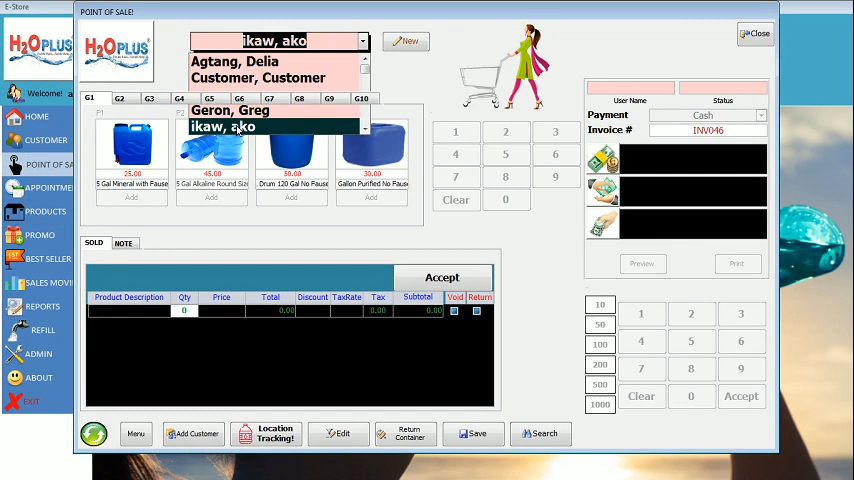 E-Store
POINT OF SALE!
H2OPLUS
H2OPLUS
ikaw, ako
New
Close
Agtang, Delia
Customer, Customer
Geron, Greg
ikaw, ako
Welcome! a
HOME
CUSTOMER
POINT OF SA
APPOINTME
PRODUCTS
PROMO
BEST SELLER
SALES MOVI
REPORTS
REFILL
ADMIN
ABOUT
EXIT
G1 G2 G3 G4 G5 G6 G7 G8 G9 G10
P1 P2
25.00 45.00 50.00 30.00
5 Gal Mineral with Fause 5 Gal Alkaline Round Size Drum 120 Gal No Fause Gallon Purified No Fause
Add Add Add Add
1 2 3
4 5 6
7 8 9
Clear 0
User Name Status
Payment Cash
Invoice # INV046
Preview Print
SOLD NOTE
Accept
Product Description Qty Price Total Discount TaxRate Tax Subtotal Void Return
0 0.00 0.00 0.00
10
50
100
200
500
1000
1 2 3
4 5 6
7 8 9
Clear 0 Accept
Menu
Add Customer
Location
Tracking!
Edit
Return
Container
Save
Search